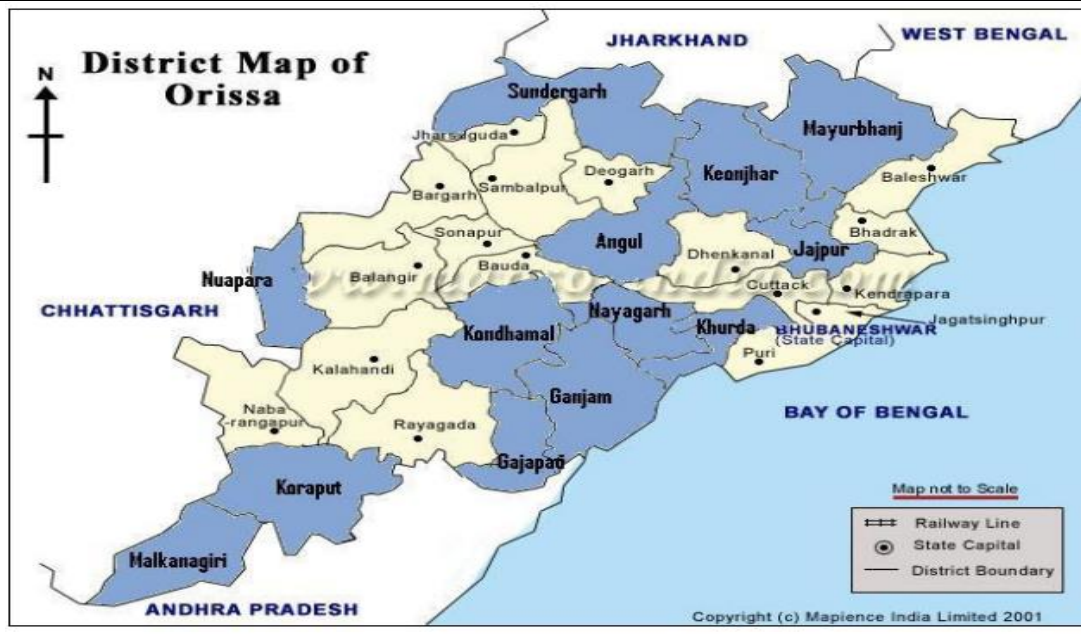 District Map of
Orissa
N
JHARKHAND
WEST BENGAL
Sundergarh
Mayurbhanj
Jharsuguda
Keonjhar
Deogarh
Baleshwar
Bargarh
Sambalpur
Sonapur
Angul
Bhadrak
Jajpur
Dhenkanal
Bauda
Balangir
Nuapara
Cuttack
Kendrapara
CHHATTISGARH
Nayagarh
Jagatsinghpur
Khurda
BHUBANESHWAR
(State Capital)
Kondhamal
Puri
Kalahandi
Ganjam
BAY OF BENGAL
Naba
-rangapur
Rayagada
Gajapati
Koraput
Map not to Scale
Railway Line
State Capital
District Boundary
Malkanagiri
ANDHRA PRADESH
Copyright (c) Mapience India Limited 2001